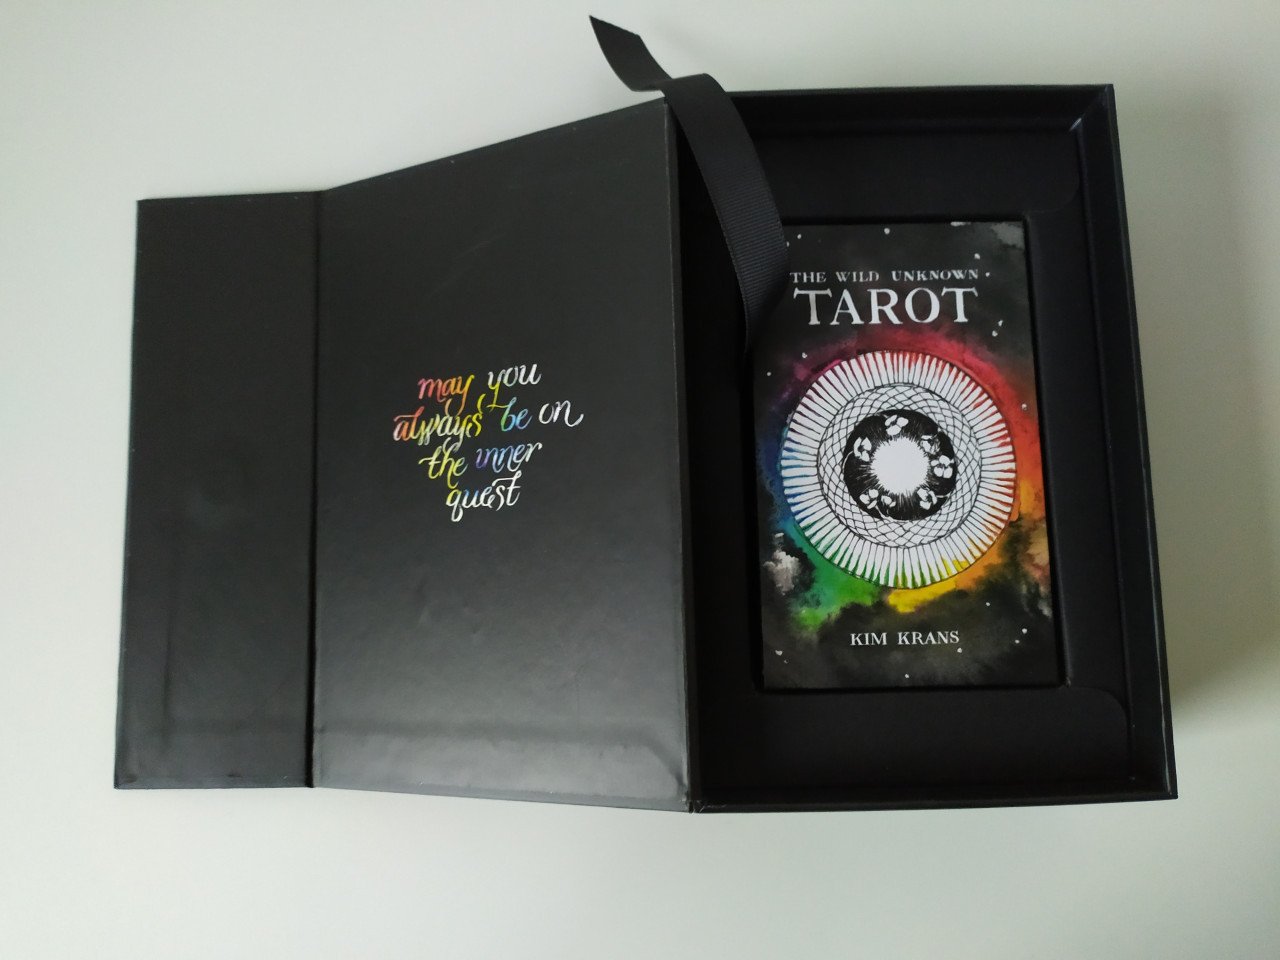 may you
always be on
the inner
quest
THE WILD UNKNOWN
TAROT
KIM KRANS